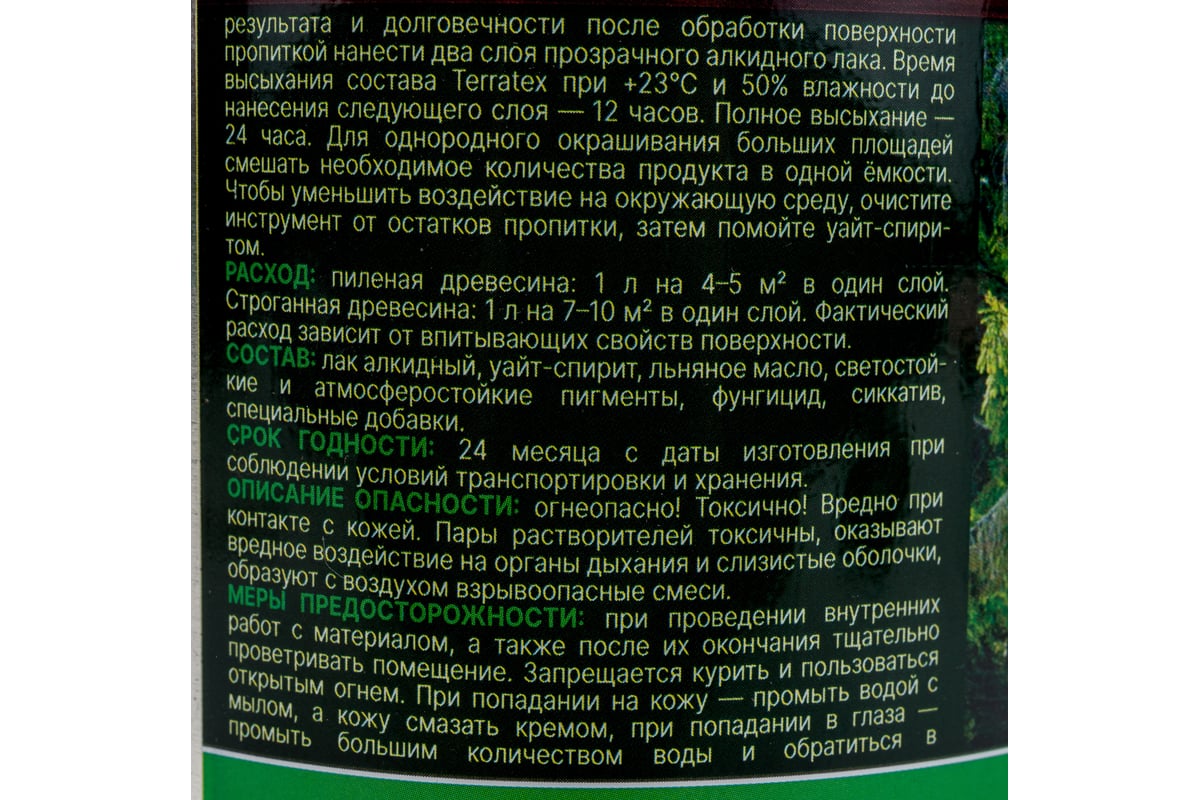 результата и долговечности после обработки поверхности
пропиткой нанести два слоя прозрачного алкидного лака. Время
высыхания состава Terratex при +23°С и 50% влажности до
нанесения следующего слоя — 12 часов. Полное высыхание —
24 часа. Для однородного окрашивания больших площадей
смешать необходимое количества продукта в одной ёмкости.
Чтобы уменьшить воздействие на окружающую среду, очистите
инструмент от остатков пропитки, затем помойте уайт-спири-
том.
РАСХОД: пиленая древесина: 1 л на 4–5 м² в один слой.
Строганная древесина: 1 л на 7–10 м² в один слой. Фактический
расход зависит от впитывающих свойств поверхности.
СОСТАВ: лак алкидный, уайт-спирит, льняное масло, светостой-
кие и атмосферостойкие пигменты, фунгицид, сиккатив,
специальные добавки.
СРОК ГОДНОСТИ: 24 месяца с даты изготовления при
соблюдении условий транспортировки и хранения.
ОПИСАНИЕ ОПАСНОСТИ: огнеопасно! Токсично! Вредно при
контакте с кожей. Пары растворителей токсичны, оказывают
вредное воздействие на органы дыхания и слизистые оболочки,
образуют с воздухом взрывоопасные смеси.
МЕРЫ ПРЕДОСТОРОЖНОСТИ: при проведении внутренних
работ с материалом, а также после их окончания тщательно
проветривать помещение. Запрещается курить и пользоваться
открытым огнем. При попадании на кожу — промыть водой с
мылом, а кожу смазать кремом, при попадании в глаза —
промыть большим количеством воды и обратиться в